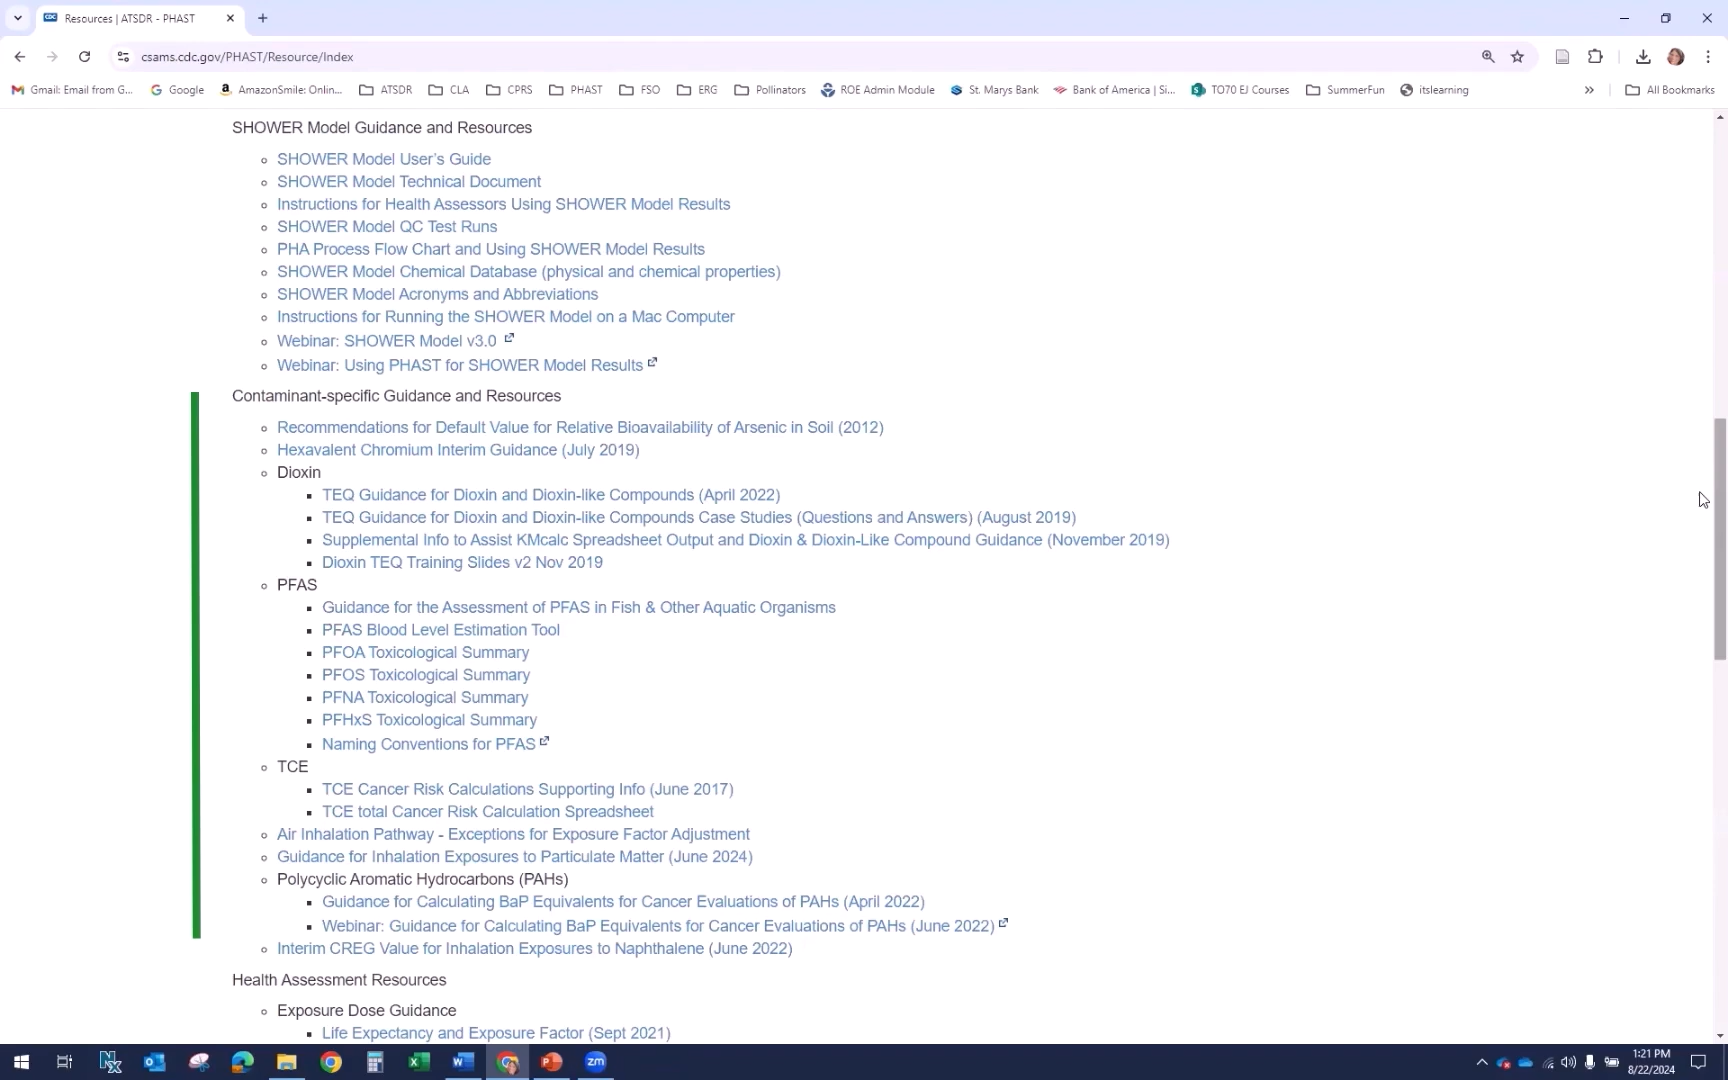 Resources | ATSDR - PHAST
csams.cdc.gov/PHAST/Resource/Index
Gmail: Email from G...
Google
AmazonSmile: Onlin...
ATSDR
CLA
CPRS
PHAST
FSO
ERG
Pollinators
ROE Admin Module
St. Marys Bank
Bank of America | Si...
TO70 EJ Courses
SummerFun
itslearning
All Bookmarks
SHOWER Model Guidance and Resources
SHOWER Model User's Guide
SHOWER Model Technical Document
Instructions for Health Assessors Using SHOWER Model Results
SHOWER Model QC Test Runs
PHA Process Flow Chart and Using SHOWER Model Results
SHOWER Model Chemical Database (physical and chemical properties)
SHOWER Model Acronyms and Abbreviations
Instructions for Running the SHOWER Model on a Mac Computer
Webinar: SHOWER Model v3.0
Webinar: Using PHAST for SHOWER Model Results
Contaminant-specific Guidance and Resources
Recommendations for Default Value for Relative Bioavailability of Arsenic in Soil (2012)
Hexavalent Chromium Interim Guidance (July 2019)
Dioxin
TEQ Guidance for Dioxin and Dioxin-like Compounds (April 2022)
TEQ Guidance for Dioxin and Dioxin-like Compounds Case Studies (Questions and Answers) (August 2019)
Supplemental Info to Assist KMcalc Spreadsheet Output and Dioxin & Dioxin-Like Compound Guidance (November 2019)
Dioxin TEQ Training Slides v2 Nov 2019
PFAS
Guidance for the Assessment of PFAS in Fish & Other Aquatic Organisms
PFAS Blood Level Estimation Tool
PFOA Toxicological Summary
PFOS Toxicological Summary
PFNA Toxicological Summary
PFHxS Toxicological Summary
Naming Conventions for PFAS
TCE
TCE Cancer Risk Calculations Supporting Info (June 2017)
TCE total Cancer Risk Calculation Spreadsheet
Air Inhalation Pathway - Exceptions for Exposure Factor Adjustment
Guidance for Inhalation Exposures to Particulate Matter (June 2024)
Polycyclic Aromatic Hydrocarbons (PAHs)
Guidance for Calculating BaP Equivalents for Cancer Evaluations of PAHs (April 2022)
Webinar: Guidance for Calculating BaP Equivalents for Cancer Evaluations of PAHs (June 2022)
Interim CREG Value for Inhalation Exposures to Naphthalene (June 2022)
Health Assessment Resources
Exposure Dose Guidance
Life Expectancy and Exposure Factor (Sept 2021)
1:21 PM
8/22/2024